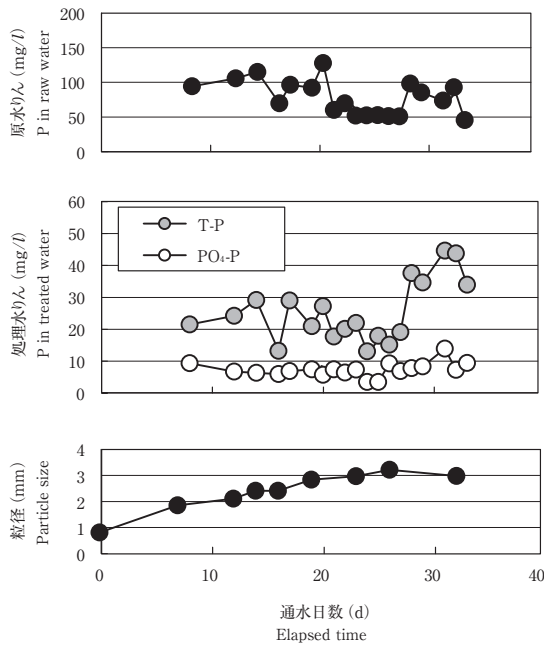 原水りん (mg/l)
P in raw water
200
150
100
50
0
処理水りん (mg/l)
P in treated water
60
50
40
30
20
10
0
T-P
PO₄-P
粒径 (mm)
Particle size
4
3
2
1
0
0 10 20 30 40
通水日数 (d)
Elapsed time